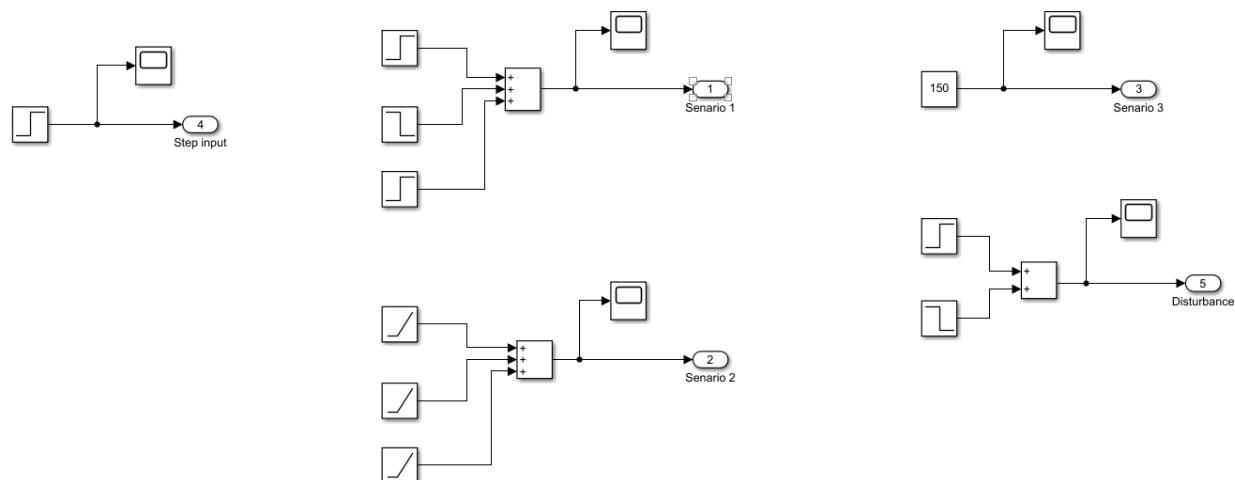 4
Step input
+
+
+
1
Senario 1
+
+
+
2
Senario 2
150
3
Senario 3
+
+
5
Disturbance